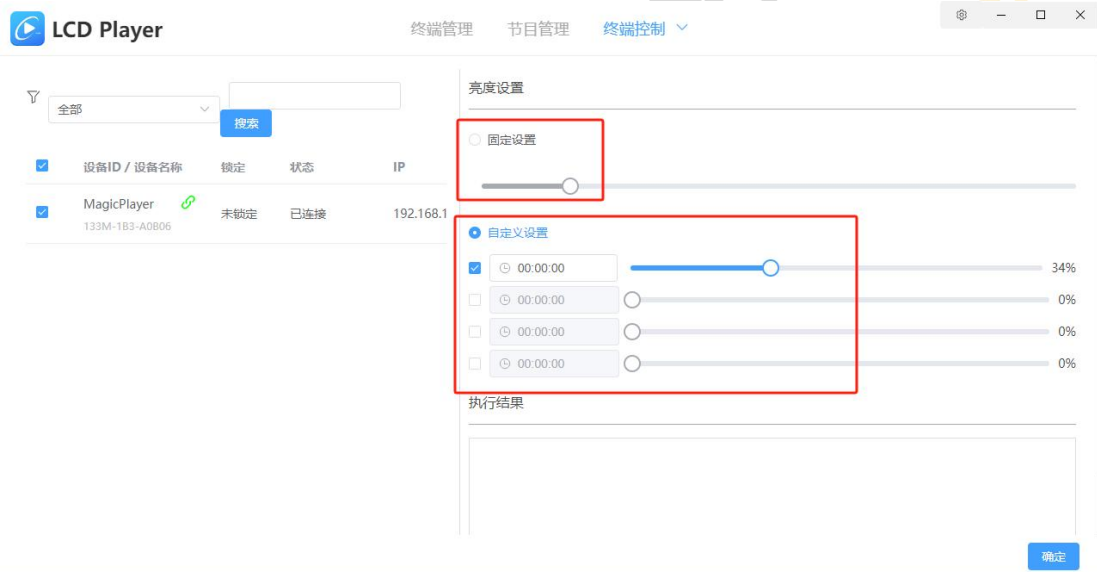 LCD Player
终端管理 节目管理 终端控制
全部
搜索
设备ID / 设备名称 锁定 状态 IP
MagicPlayer
133M-1B3-A0B06
未锁定 已连接 192.168.1
亮度设置
固定设置
自定义设置
00:00:00 34%
00:00:00 0%
00:00:00 0%
00:00:00 0%
执行结果
确定